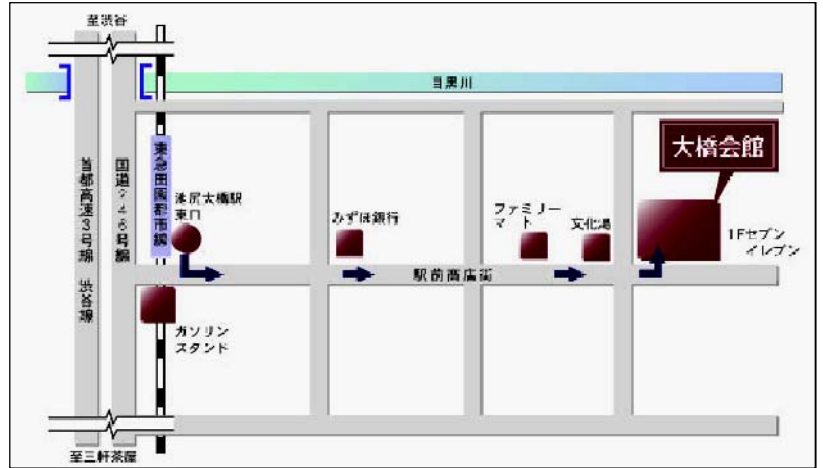 至渋谷
目黒川
大橋会館
首都高速3号線 渋谷線
国道246号線
東急田園都市線
池尻大橋駅
東口
みずほ銀行
ファミリー
マート
文化湯
1Fセブン
イレブン
駅前商店街
ガソリン
スタンド
至三軒茶屋